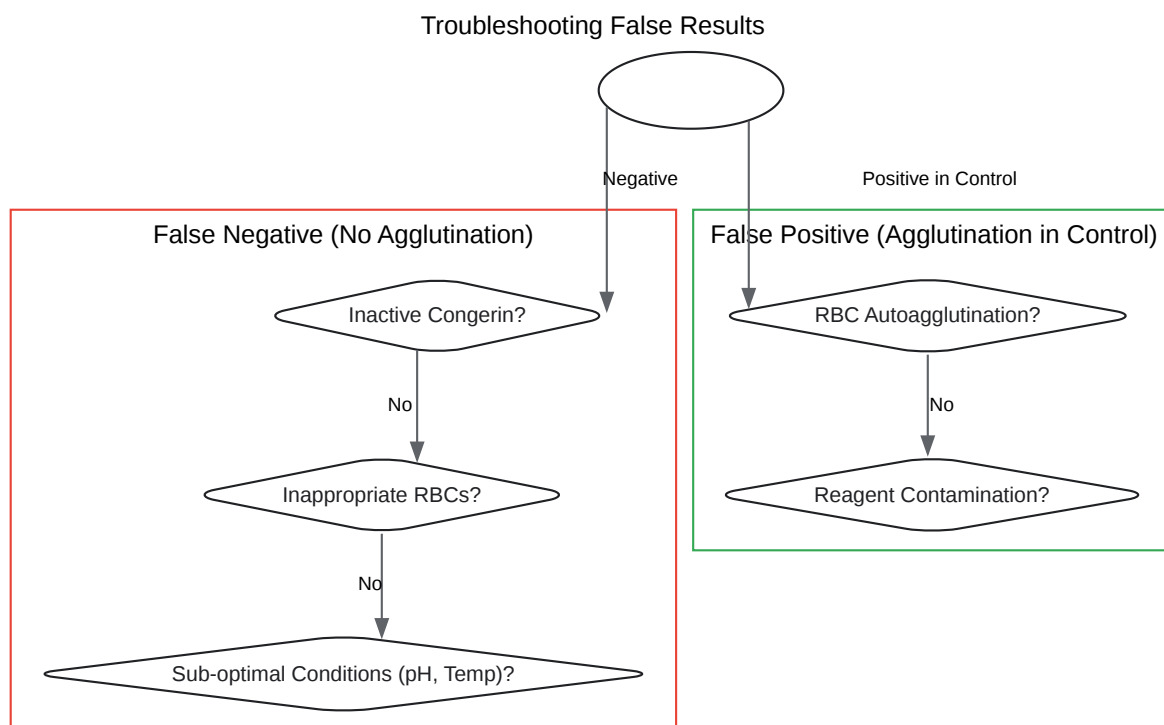 Troubleshooting False Results
Negative
Positive in Control
False Negative (No Agglutination)
False Positive (Agglutination in Control)
Inactive Congerin?
RBC Autoagglutination?
No
No
Inappropriate RBCs?
Reagent Contamination?
No
Sub-optimal Conditions (pH, Temp)?